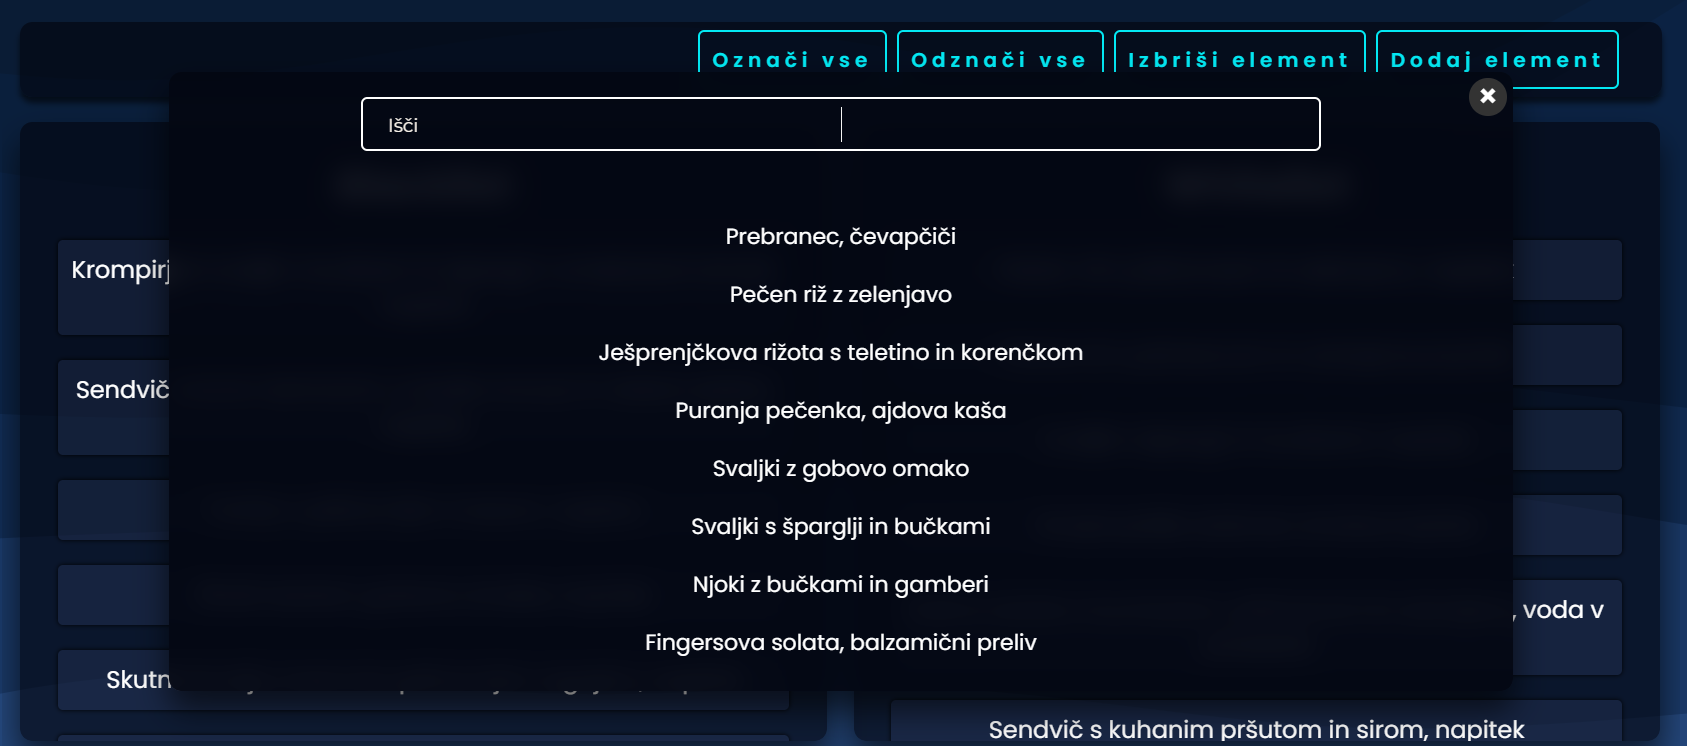 Označi vse
Odznači vse
Izbriši element
Dodaj element
Išči
Prebranec, čevapčiči
Pečen riž z zelenjavo
Ješprenjčkova rižota s teletino in korenčkom
Puranja pečenka, ajdova kaša
Svaljki z gobovo omako
Svaljki s šparglji in bučkami
Njoki z bučkami in gamberi
Fingersova solata, balzamični preliv
Sendvič
, voda v
Sendvič s kuhanim pršutom in sirom, napitek